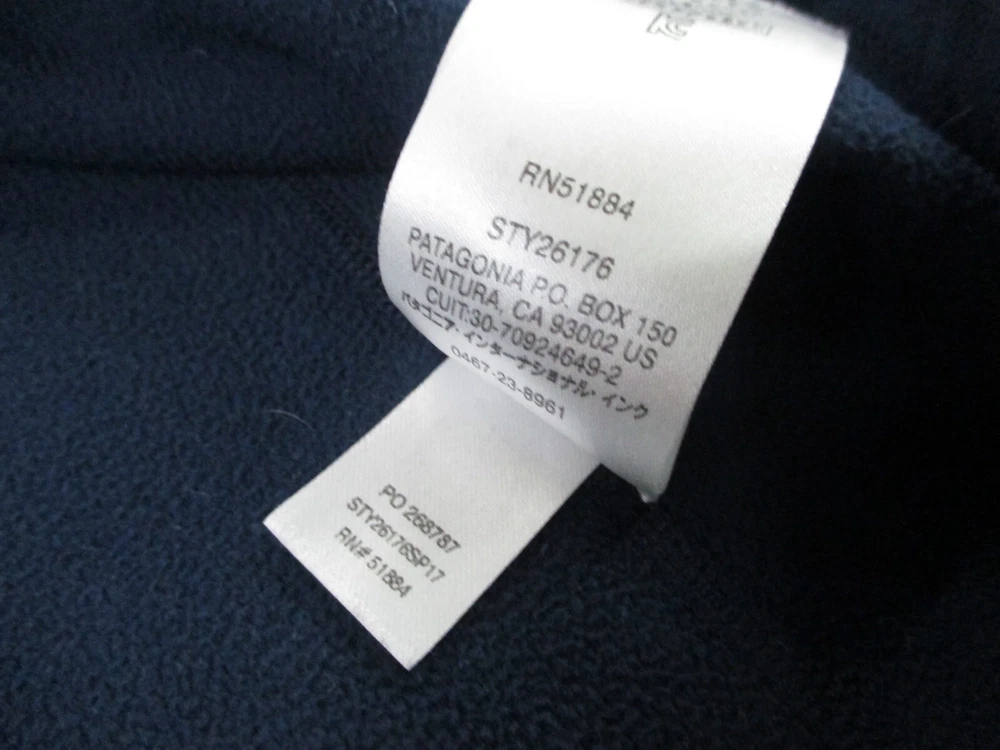 RN51884
STY26176
PATAGONIA P.O. BOX 150
VENTURA, CA 93002 US
CUIT:30-70924649-2
パタゴニア・インターナショナル・インク
0467-23-8961
PO 268787
STY26176SP17
RN# 51884